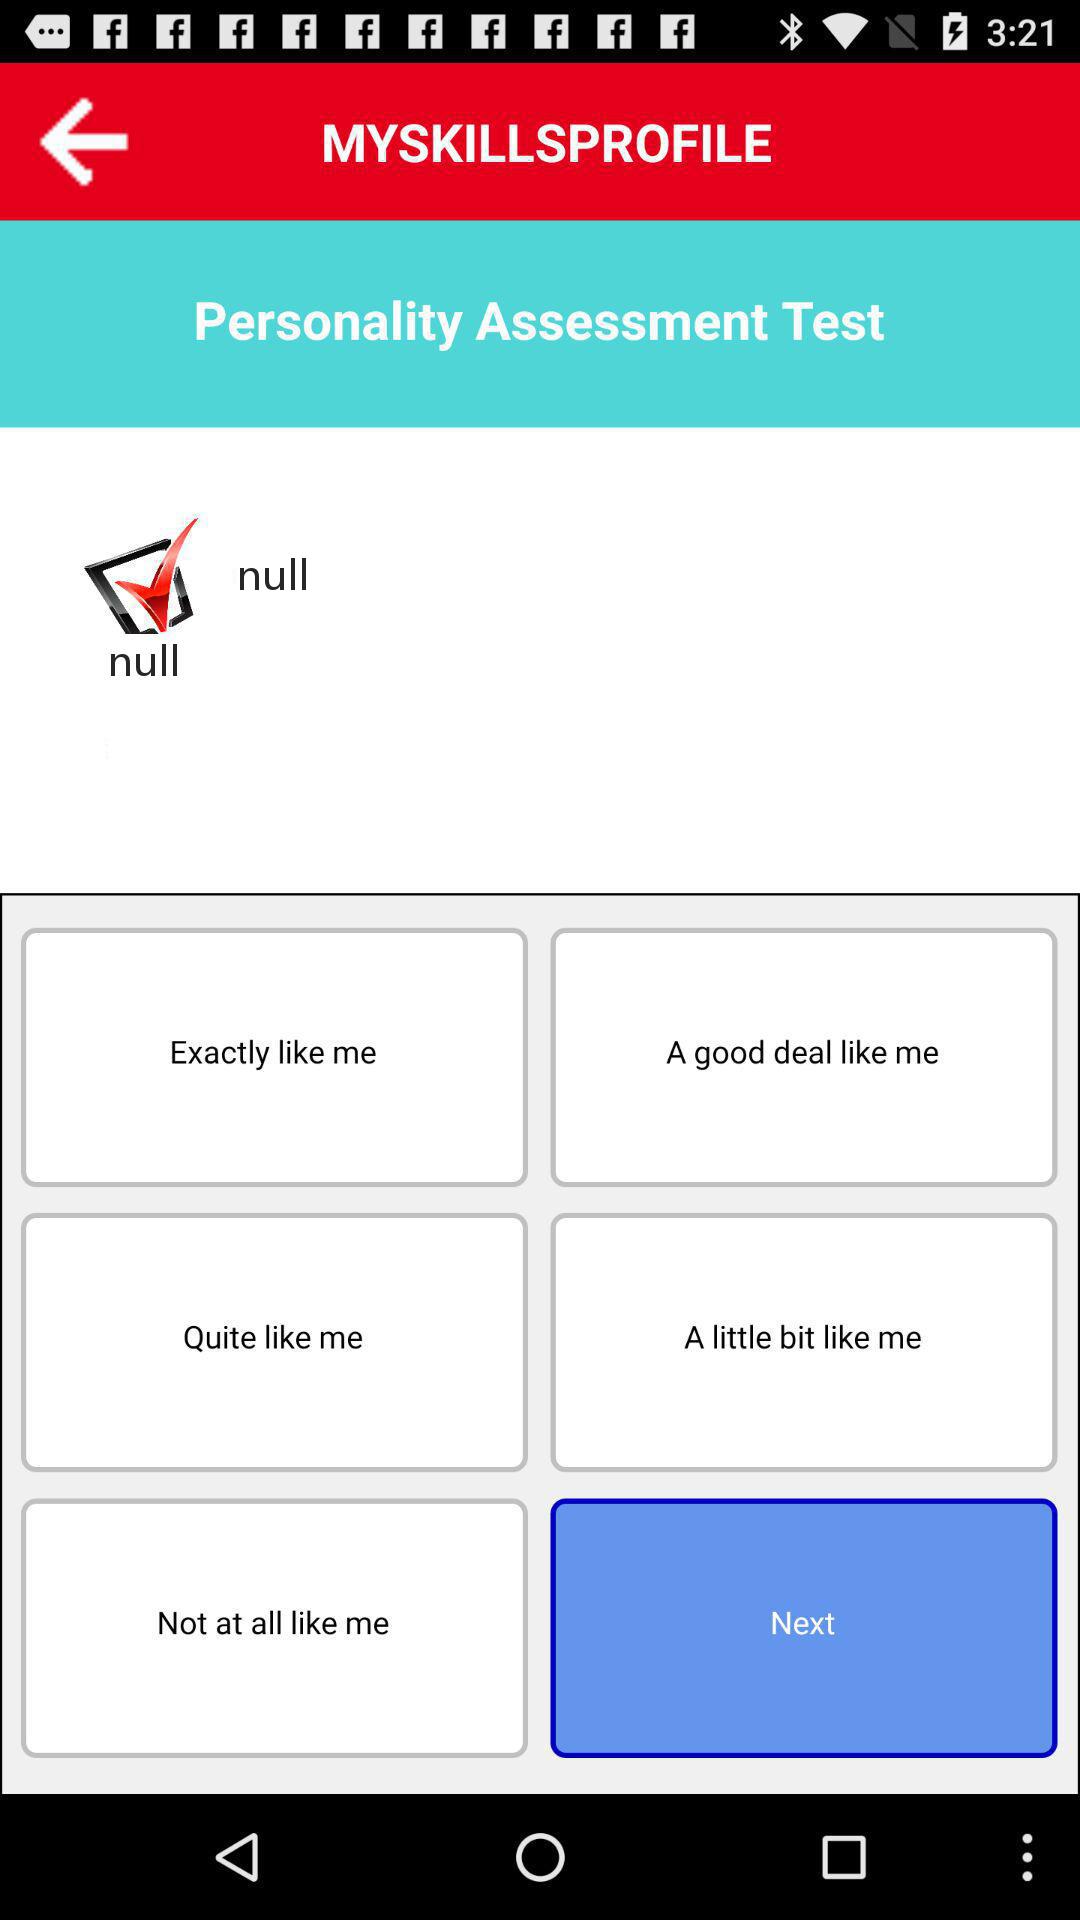 3:21
MYSKILLSPROFILE
Personality Assessment Test
null
null
Exactly like me
A good deal like me
Quite like me
A little bit like me
Not at all like me
Next